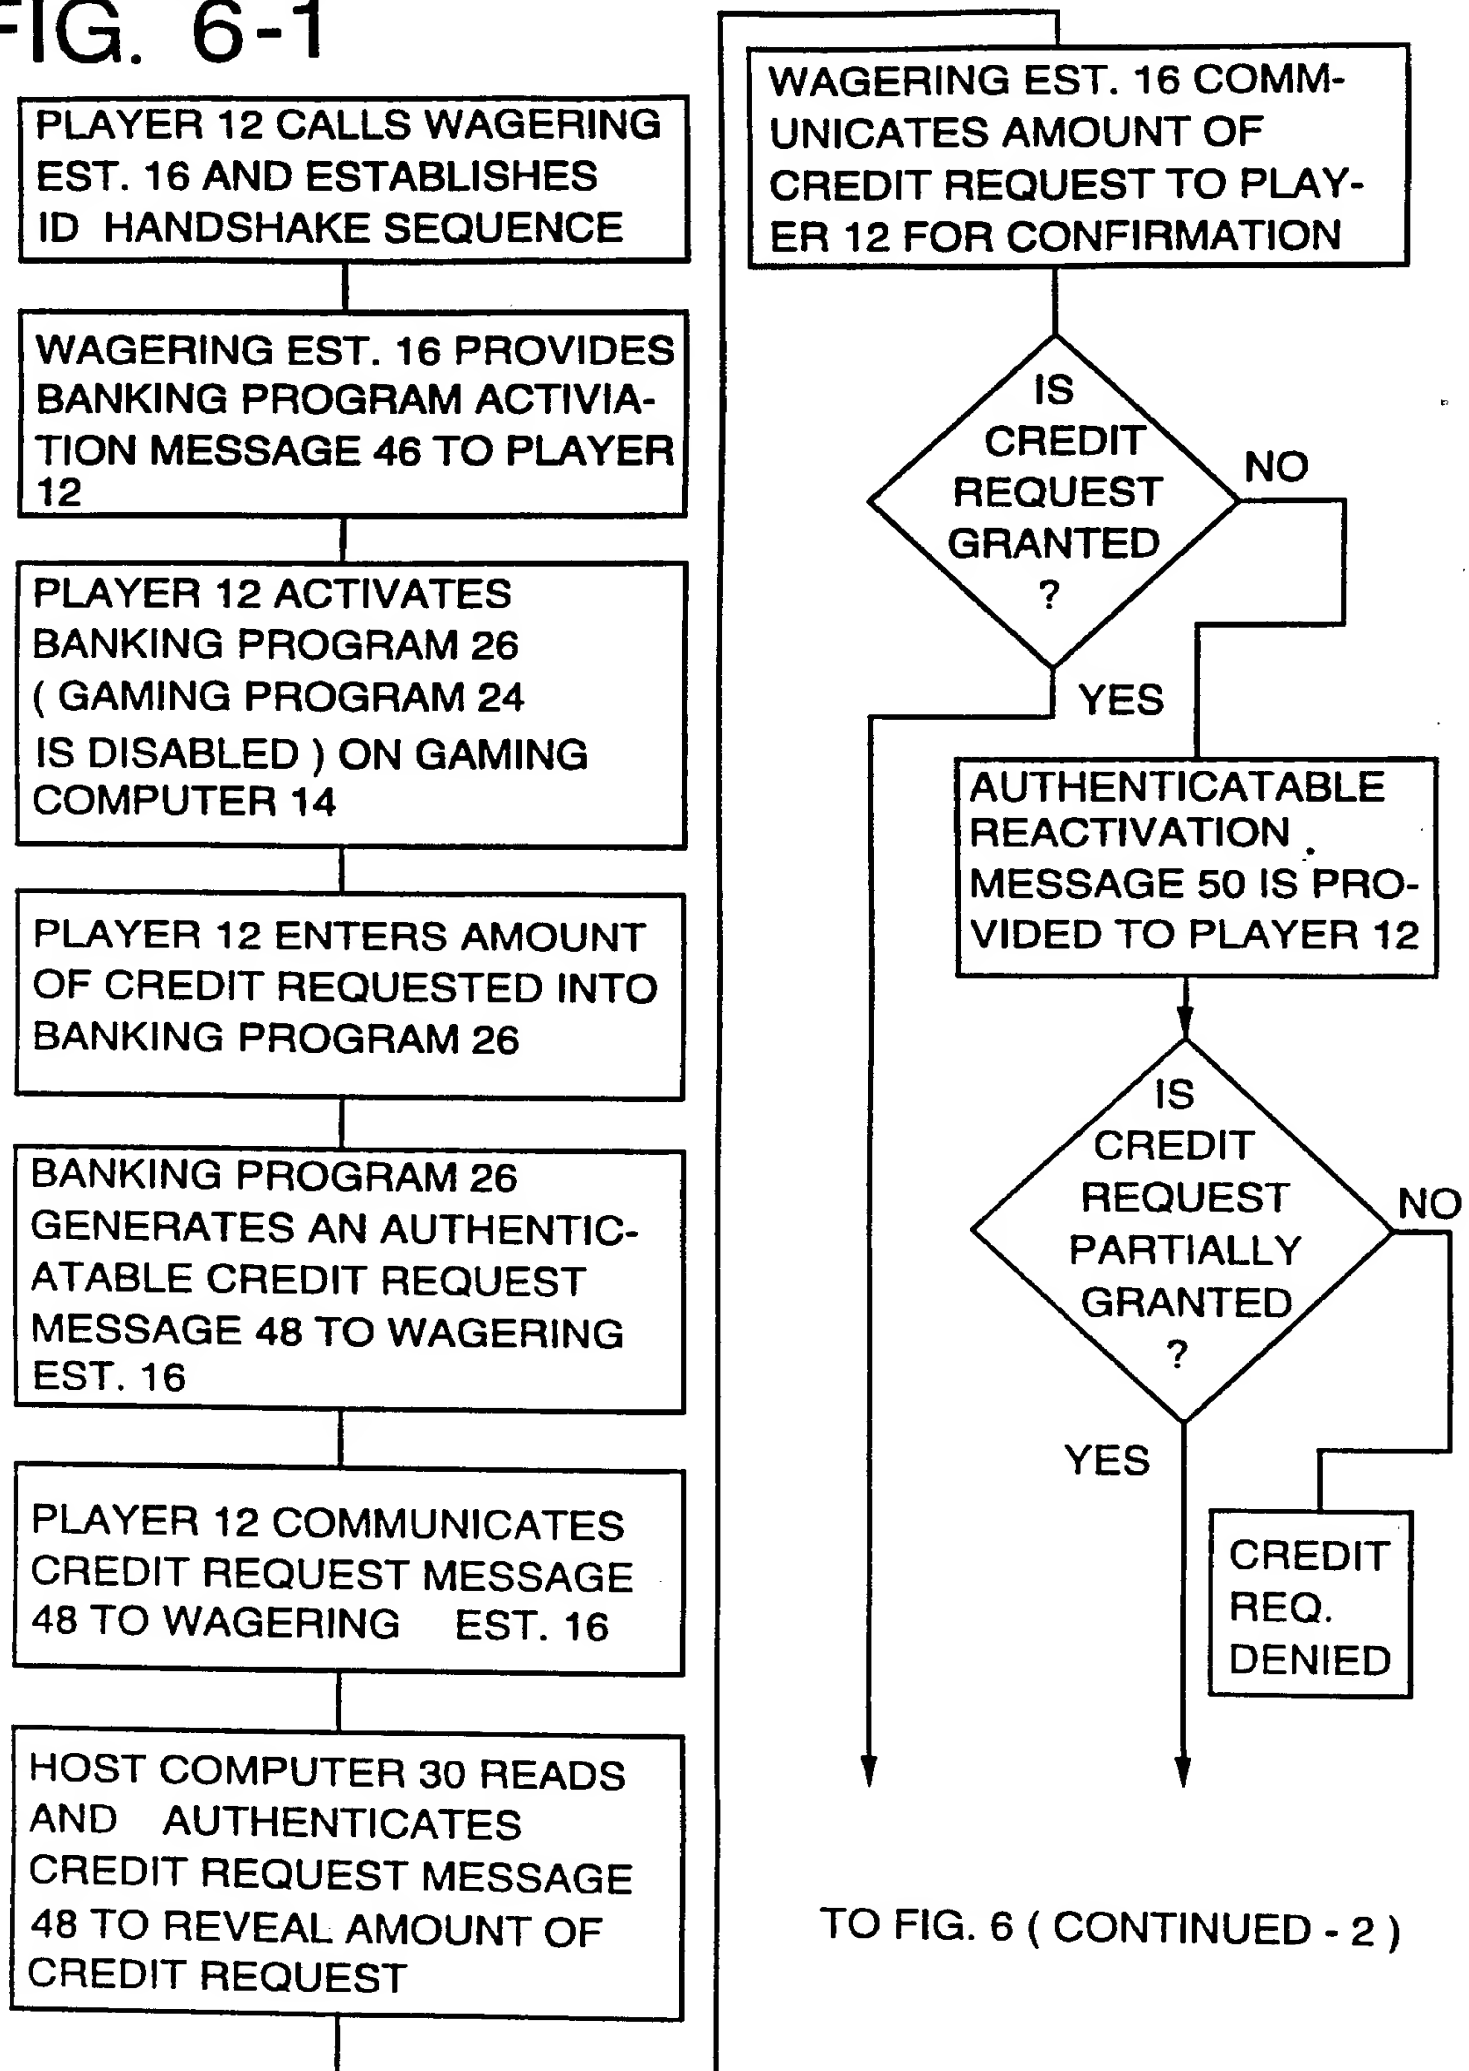 FIG. 6-1
PLAYER 12 CALLS WAGERING
EST. 16 AND ESTABLISHES
ID HANDSHAKE SEQUENCE
WAGERING EST. 16 PROVIDES
BANKING PROGRAM ACTIVIA-
TION MESSAGE 46 TO PLAYER
12
PLAYER 12 ACTIVATES
BANKING PROGRAM 26
( GAMING PROGRAM 24
IS DISABLED ) ON GAMING
COMPUTER 14
PLAYER 12 ENTERS AMOUNT
OF CREDIT REQUESTED INTO
BANKING PROGRAM 26
BANKING PROGRAM 26
GENERATES AN AUTHENTIC-
ATABLE CREDIT REQUEST
MESSAGE 48 TO WAGERING
EST. 16
PLAYER 12 COMMUNICATES
CREDIT REQUEST MESSAGE
48 TO WAGERING EST. 16
HOST COMPUTER 30 READS
AND AUTHENTICATES
CREDIT REQUEST MESSAGE
48 TO REVEAL AMOUNT OF
CREDIT REQUEST
WAGERING EST. 16 COMM-
UNICATES AMOUNT OF
CREDIT REQUEST TO PLAY-
ER 12 FOR CONFIRMATION
IS
CREDIT
REQUEST
GRANTED
?
NO
YES
AUTHENTICATABLE
REACTIVATION
MESSAGE 50 IS PRO-
VIDED TO PLAYER 12
IS
CREDIT
REQUEST
PARTIALLY
GRANTED
?
NO
YES
CREDIT
REQ.
DENIED
TO FIG. 6 ( CONTINUED - 2 )